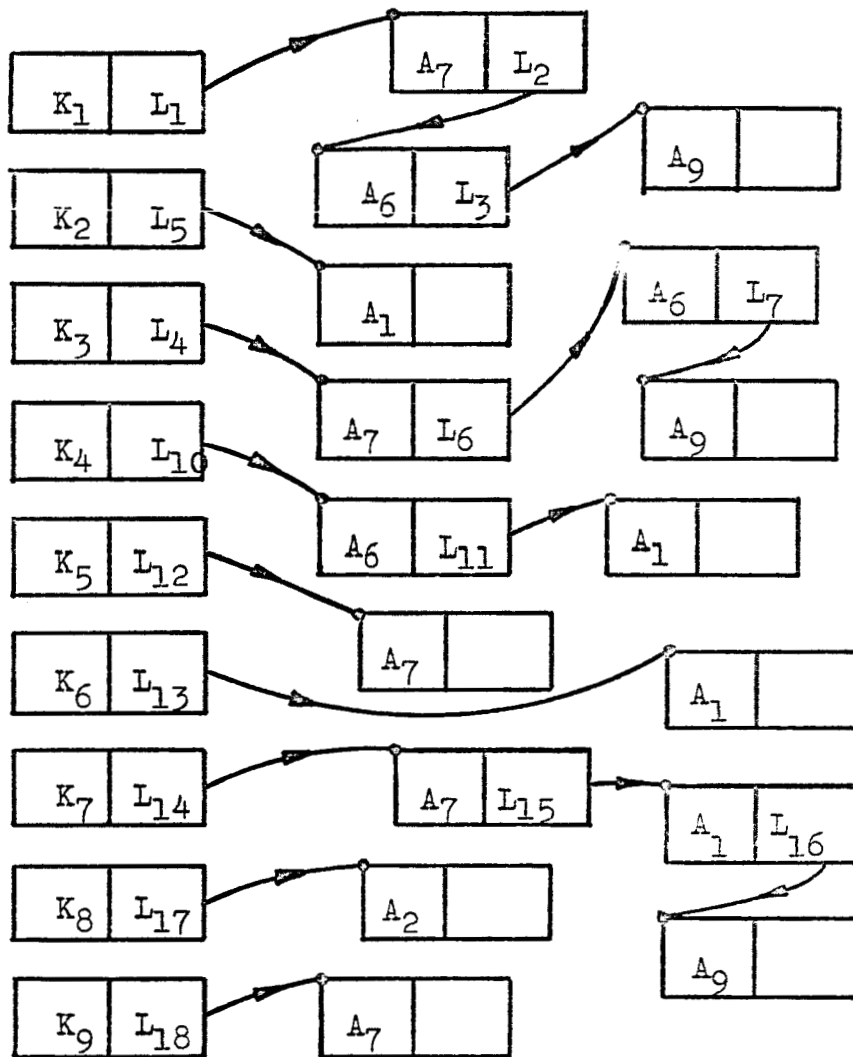 K₁ L₁ A₇ L₂
A₆ L₃ A₉
K₂ L₅ A₁
A₆ L₇
K₃ L₄ A₇ L₆ A₉
K₄ L₁₀ A₆ L₁₁ A₁
K₅ L₁₂ A₇
K₆ L₁₃ A₁
K₇ L₁₄ A₇ L₁₅ A₁ L₁₆
K₈ L₁₇ A₂ A₉
K₉ L₁₈ A₇